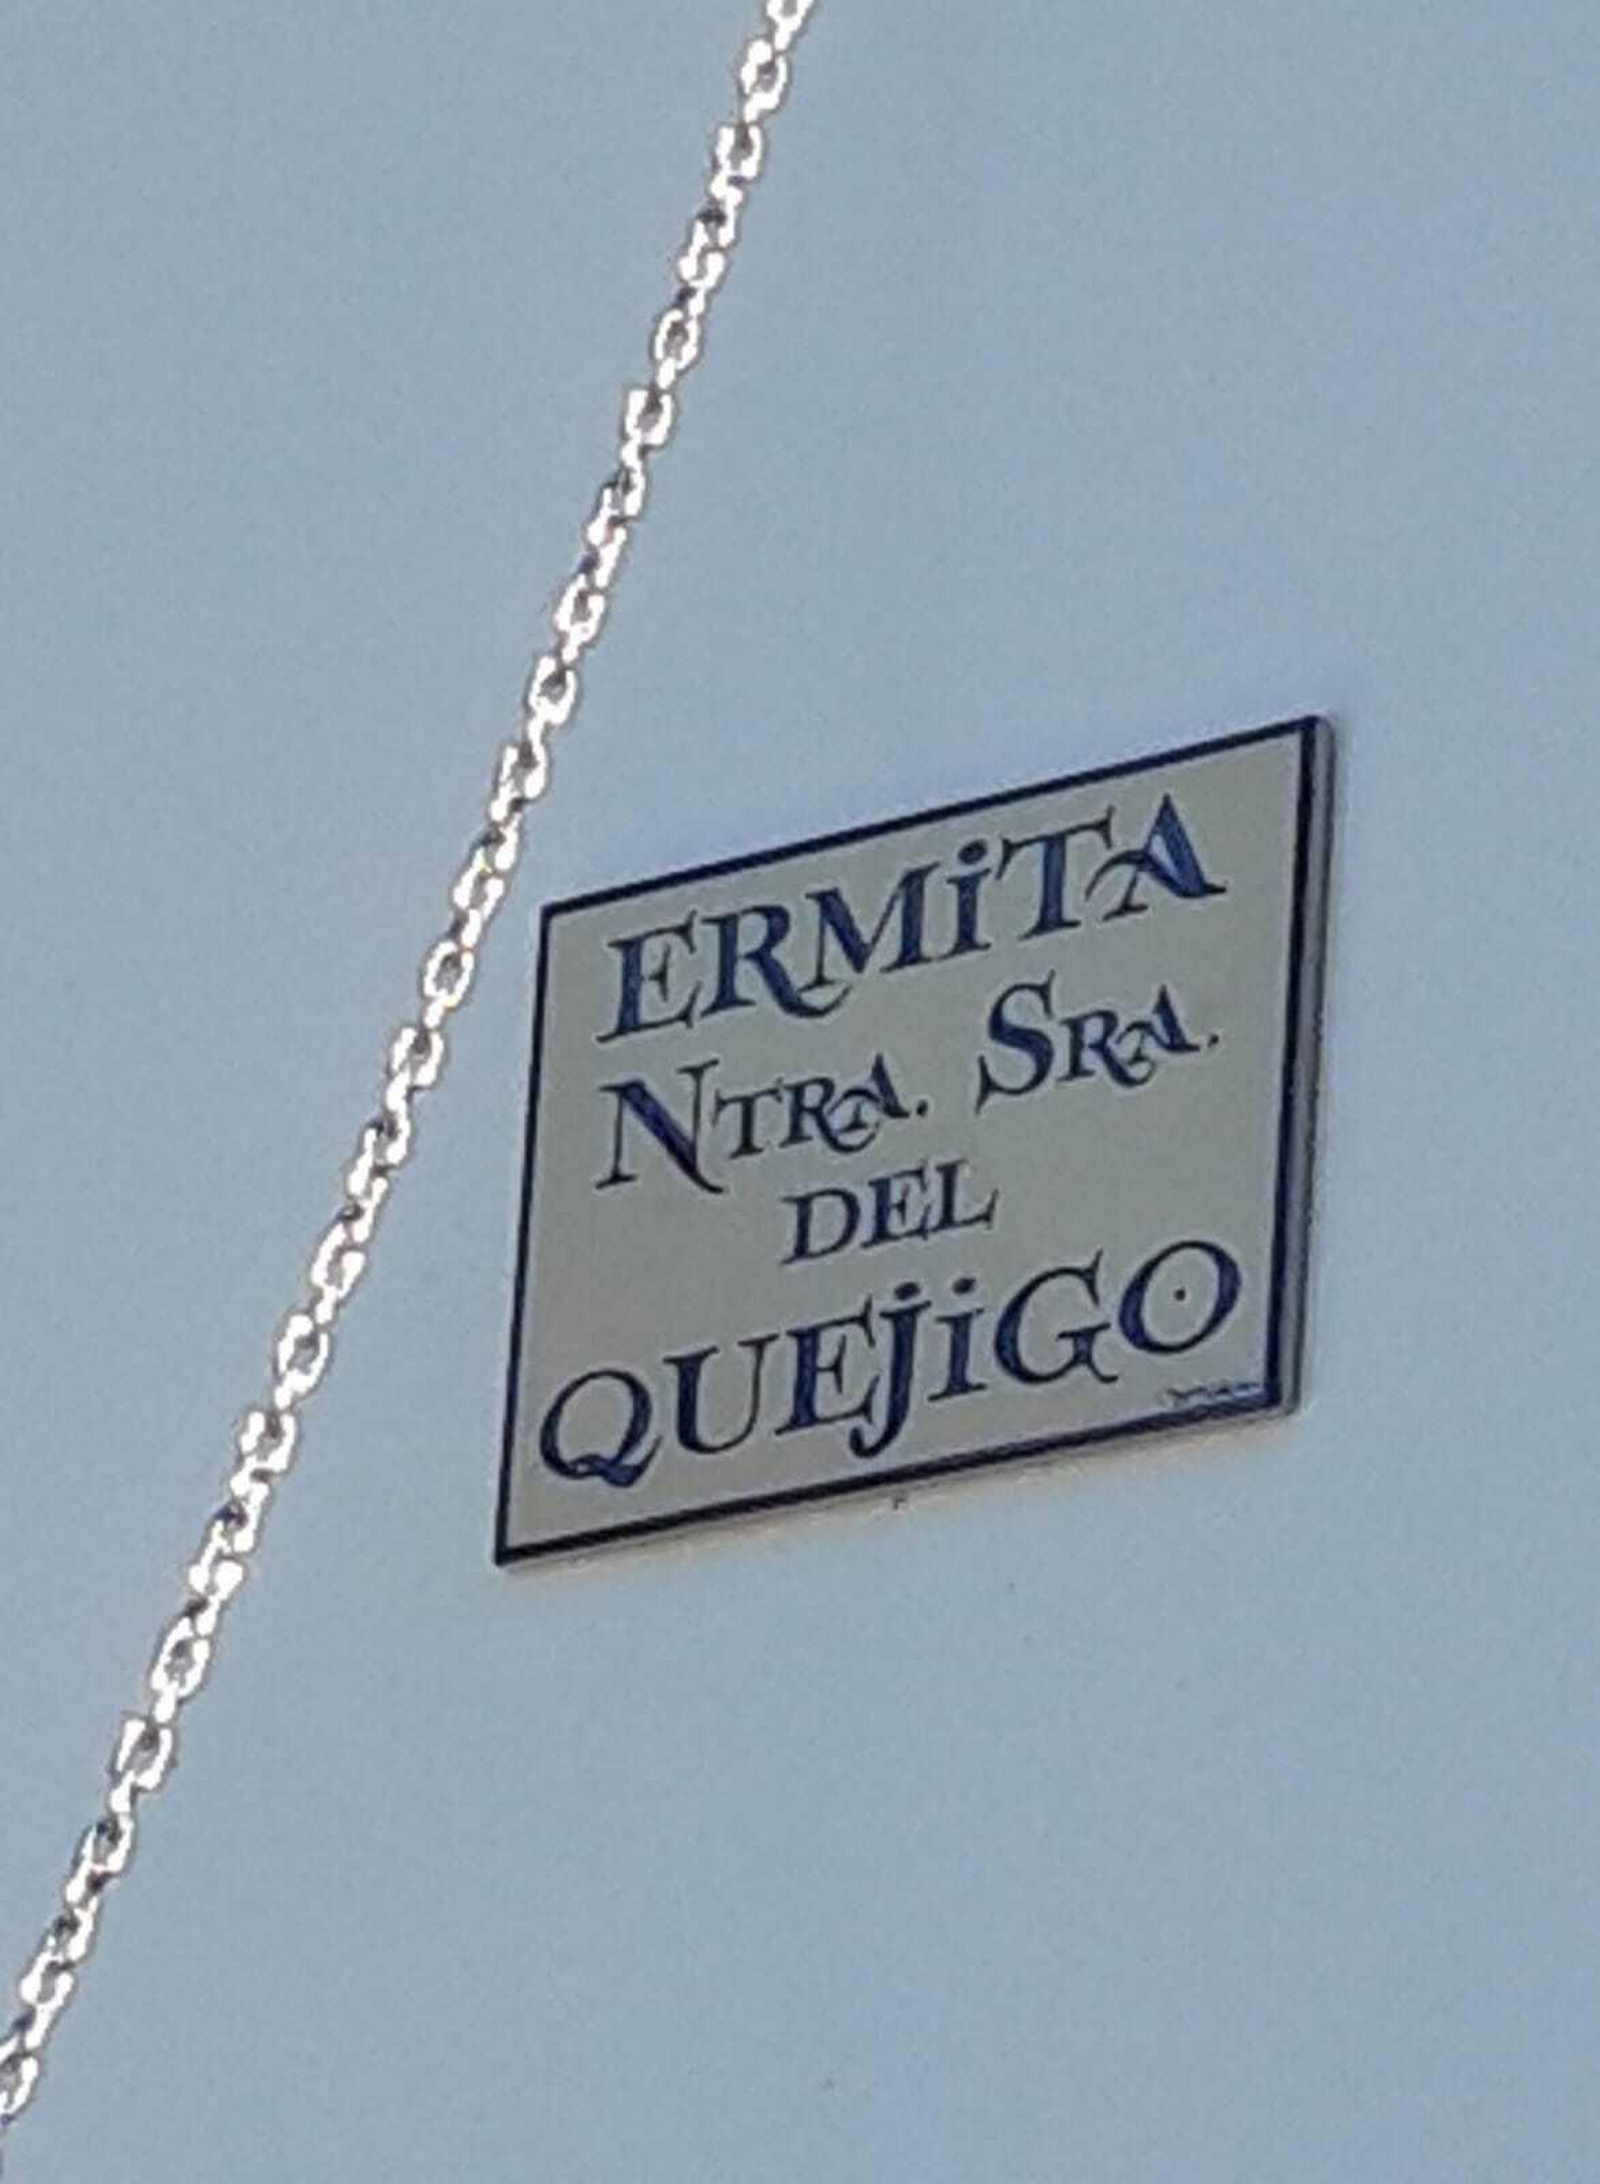 ERMiTA
NTRA. SRA.
DEL
QUEjiGO